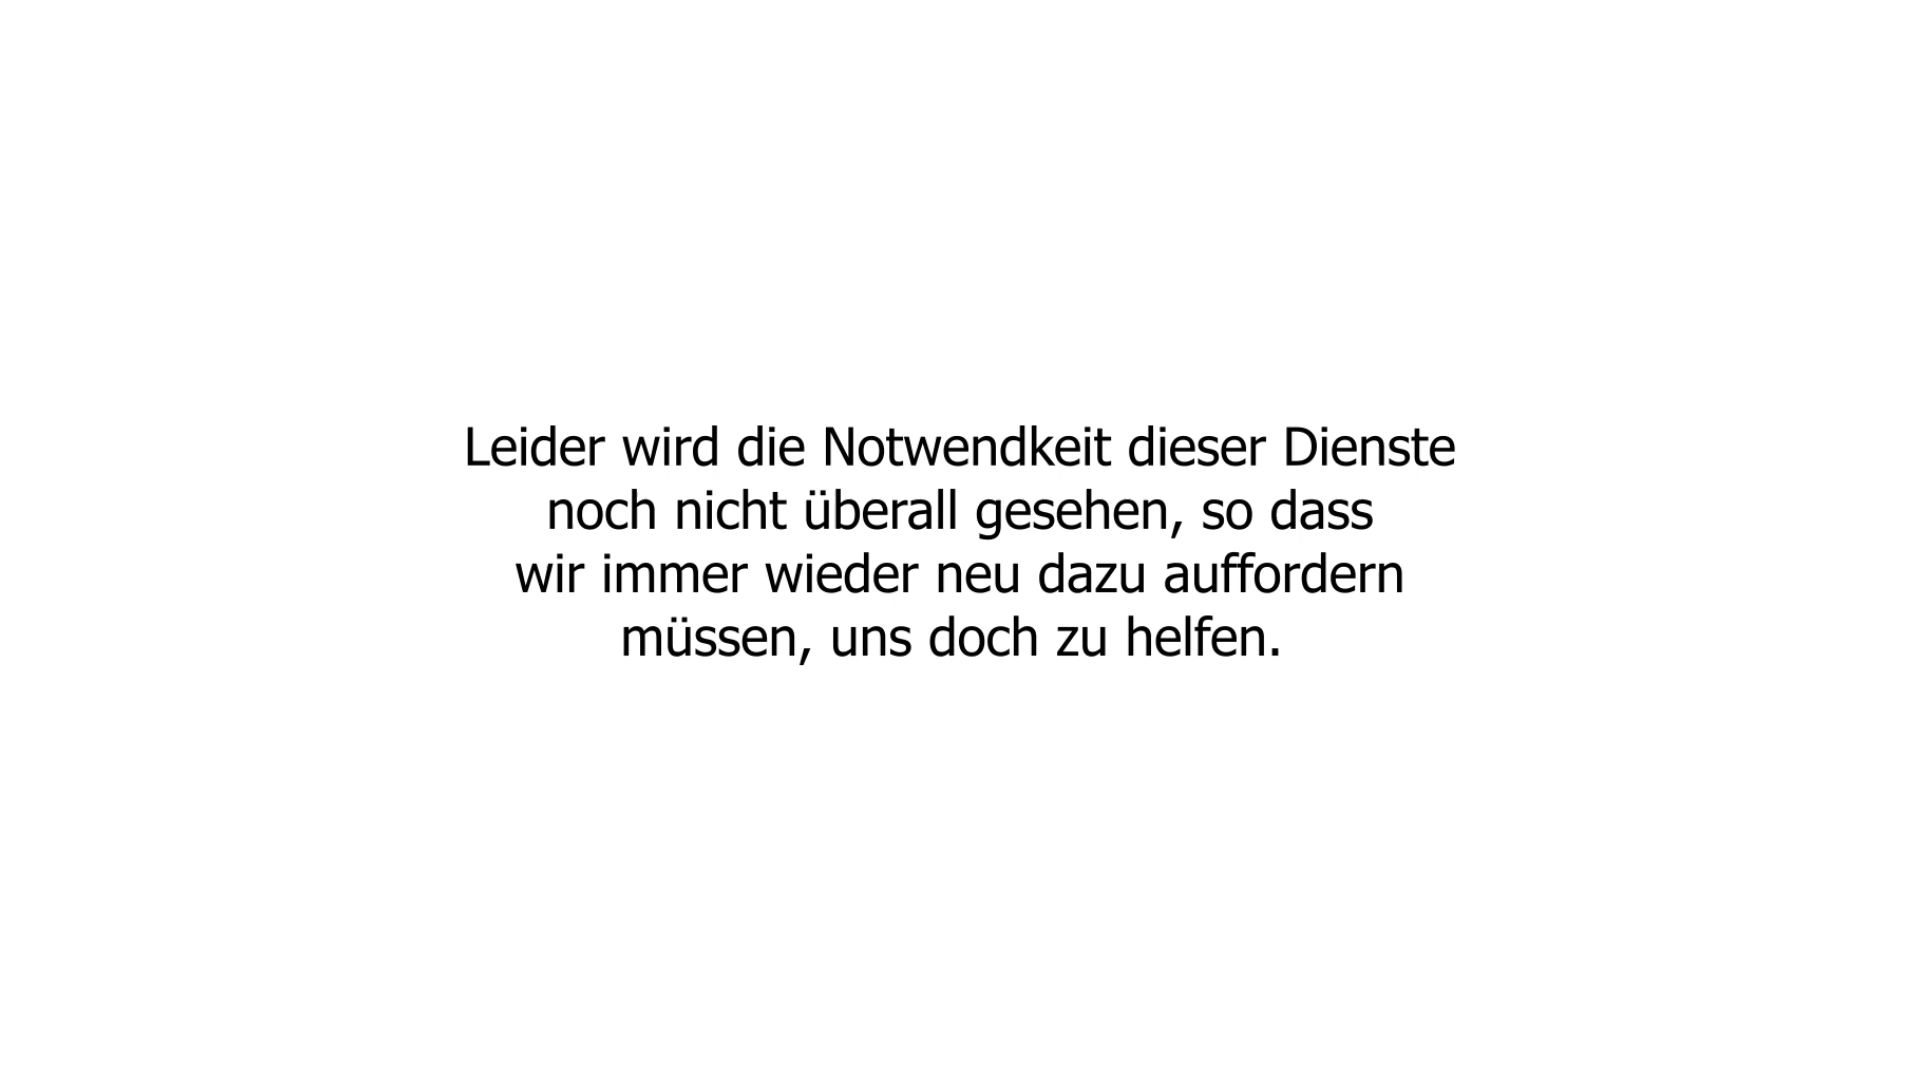 Leider wird die Notwendkeit dieser Dienste
noch nicht überall gesehen, so dass
wir immer wieder neu dazu auffordern
müssen, uns doch zu helfen.